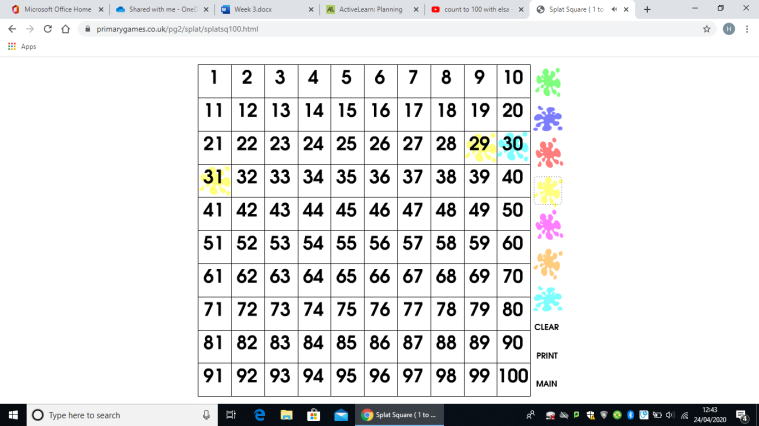 Microsoft Office Home
Shared with me - OneD
Week 3.docx
ActiveLearn: Planning
count to 100 with elsa -
Splat Square ( 1 to
primarygames.co.uk/pg2/splat/splatsq100.html
H
Apps
1 2 3 4 5 6 7 8 9 10
11 12 13 14 15 16 17 18 19 20
21 22 23 24 25 26 27 28 29 30
31 32 33 34 35 36 37 38 39 40
41 42 43 44 45 46 47 48 49 50
51 52 53 54 55 56 57 58 59 60
61 62 63 64 65 66 67 68 69 70
71 72 73 74 75 76 77 78 79 80
81 82 83 84 85 86 87 88 89 90
91 92 93 94 95 96 97 98 99 100
CLEAR
PRINT
MAIN
Type here to search
Splat Square ( 1 to ...
12:43
24/04/2020
4